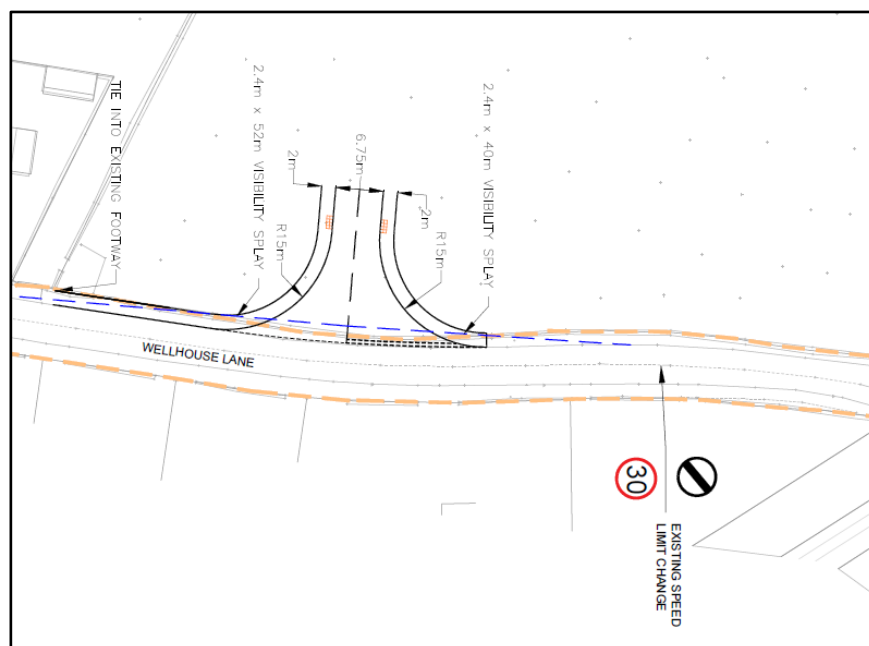 TIE INTO EXISTING FOOTWAY
2.4m x 52m VISIBILITY SPLAY
2m
R15m
6.75m
2m
R15m
2.4m x 40m VISIBILITY SPLAY
WELLHOUSE LANE
30
EXISTING SPEED
LIMIT CHANGE